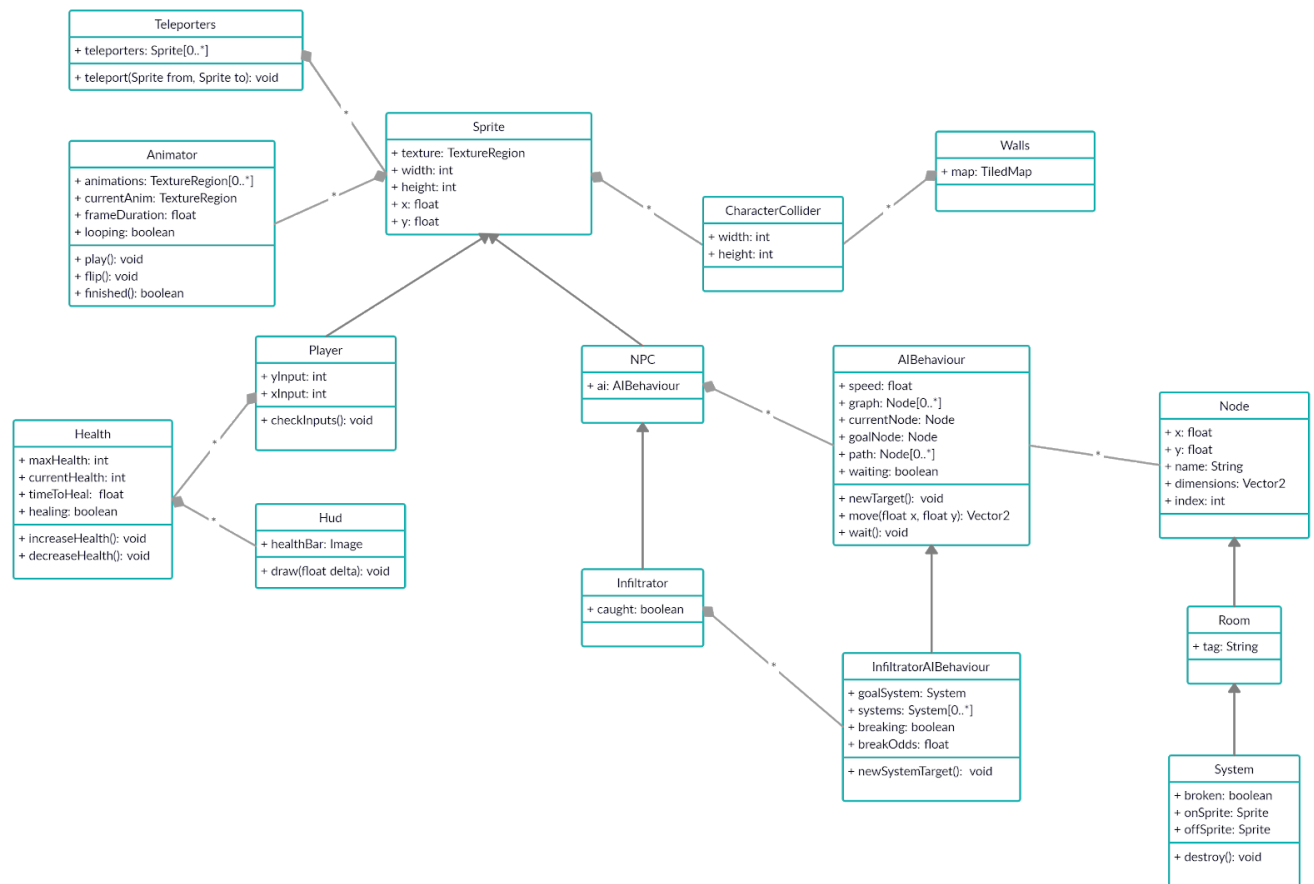 Teleporters
+ teleporters: Sprite[0..*]
+ teleport(Sprite from, Sprite to): void
*
Sprite
+ texture: TextureRegion
+ width: int
+ height: int
+ x: float
+ y: float
Animator
+ animations: TextureRegion[0..*]
+ currentAnim: TextureRegion
+ frameDuration: float
+ looping: boolean
+ play(): void
+ flip(): void
+ finished(): boolean
*
*
CharacterCollider
+ width: int
+ height: int
*
Walls
+ map: TiledMap
Player
+ yInput: int
+ xInput: int
+ checkInputs(): void
*
Health
+ maxHealth: int
+ currentHealth: int
+ timeToHeal: float
+ healing: boolean
+ increaseHealth(): void
+ decreaseHealth(): void
*
Hud
+ healthBar: Image
+ draw(float delta): void
NPC
+ ai: AIBehaviour
*
AIBehaviour
+ speed: float
+ graph: Node[0..*]
+ currentNode: Node
+ goalNode: Node
+ path: Node[0..*]
+ waiting: boolean
+ newTarget(): void
+ move(float x, float y): Vector2
+ wait(): void
*
Node
+ x: float
+ y: float
+ name: String
+ dimensions: Vector2
+ index: int
Infiltrator
+ caught: boolean
*
InfiltratorAIBehaviour
+ goalSystem: System
+ systems: System[0..*]
+ breaking: boolean
+ breakOdds: float
+ newSystemTarget(): void
Room
+ tag: String
System
+ broken: boolean
+ onSprite: Sprite
+ offSprite: Sprite
+ destroy(): void